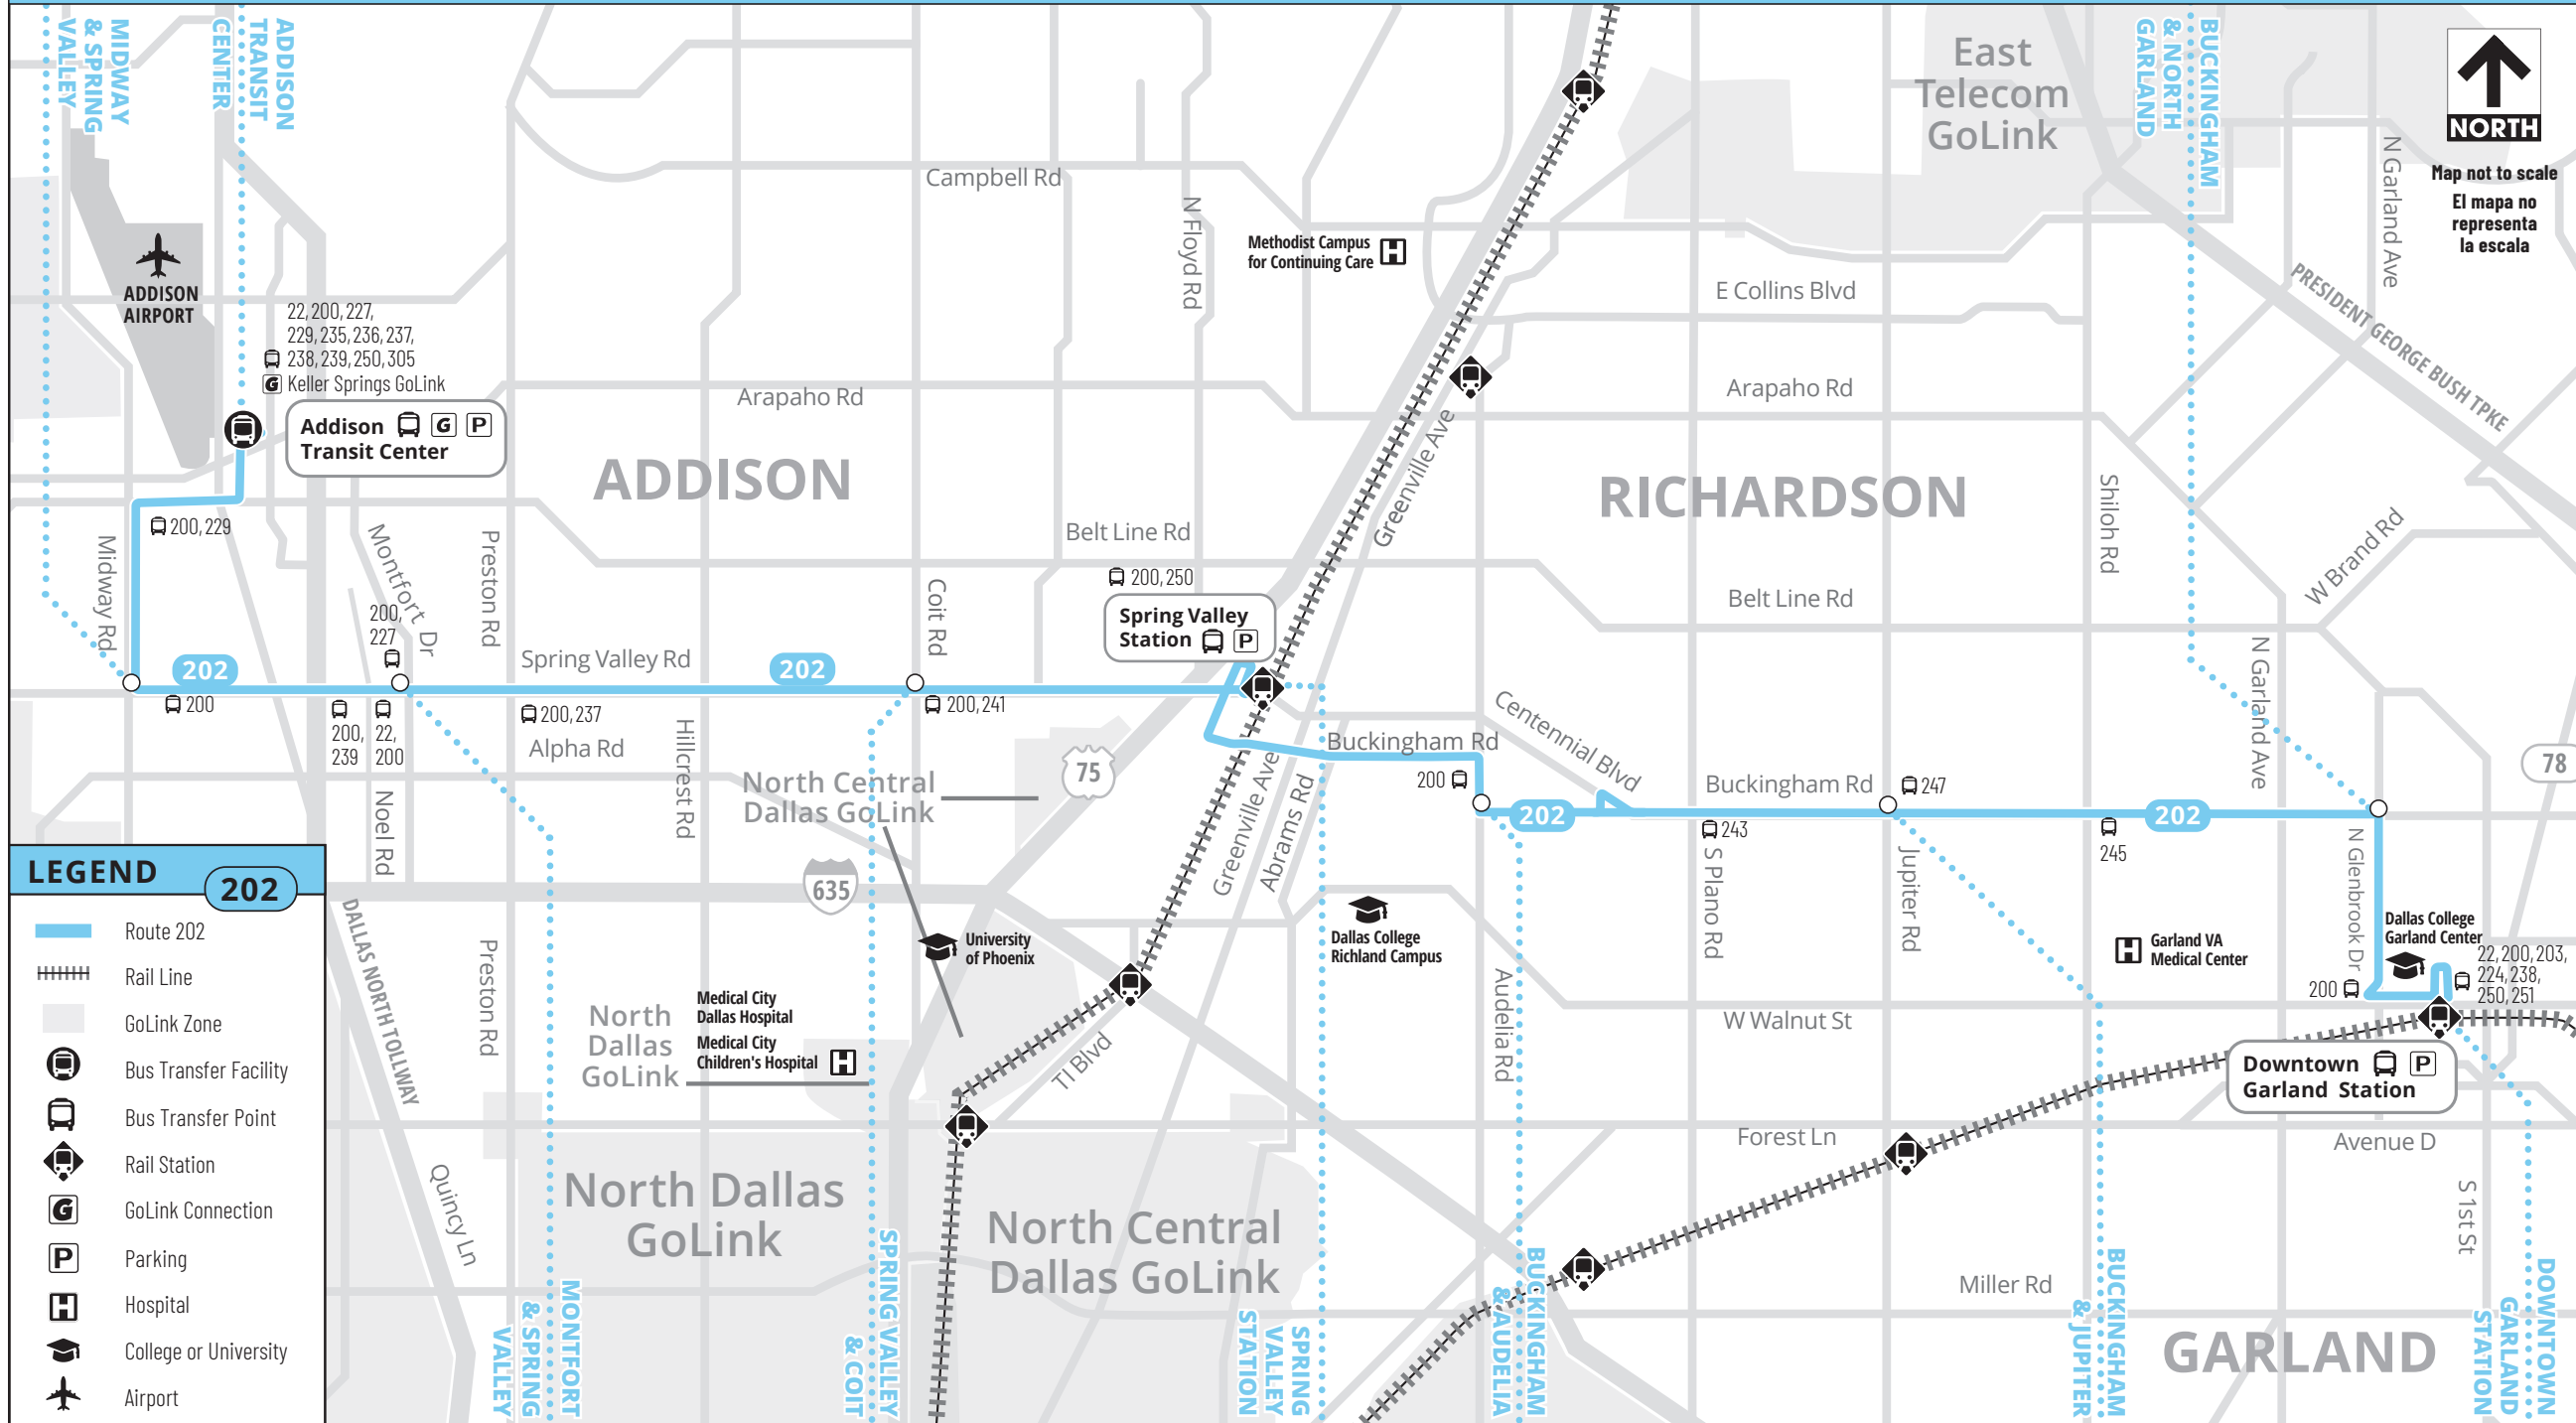 MIDWAY
& SPRING
VALLEY
ADDISON
TRANSIT
CENTER
BUCKINGHAM
& NORTH
GARLAND
East
Telecom
GoLink
NORTH
Map not to scale
El mapa no
representa
la escala
Campbell Rd
N Floyd Rd
N Garland Ave
Methodist Campus
for Continuing Care
H
ADDISON
AIRPORT
22, 200, 227,
229, 235, 236, 237,
238, 239, 250, 305
G Keller Springs GoLink
E Collins Blvd
PRESIDENT GEORGE BUSH TPKE
Addison G P
Transit Center
Arapaho Rd
Arapaho Rd
Greenville Ave
ADDISON
RICHARDSON
200, 229
Midway Rd
Montfort Dr
Preston Rd
Belt Line Rd
Shiloh Rd
W Brand Rd
200, 250
Coit Rd
Belt Line Rd
Spring Valley
Station P
200,
227
202
Spring Valley Rd
202
N Garland Ave
200
200,
239
22,
200
200, 237
200, 241
Hillcrest Rd
Alpha Rd
Centennial Blvd
Buckingham Rd
75
78
North Central
Dallas GoLink
Noel Rd
Greenville Ave
Abrams Rd
200
Buckingham Rd
247
202
202
243
245
S Plano Rd
Jupiter Rd
N Glenbrook Dr
635
LEGEND 202
Route 202
Rail Line
GoLink Zone
Bus Transfer Facility
Bus Transfer Point
Rail Station
G GoLink Connection
P Parking
H Hospital
College or University
Airport
DALLAS NORTH TOLLWAY
Preston Rd
University
of Phoenix
Dallas College
Richland Campus
H
Garland VA
Medical Center
Dallas College
Garland Center
22, 200, 203,
224, 238,
250, 251
200
North
Dallas
GoLink
Medical City
Dallas Hospital
Medical City
Children's Hospital
H
TI Blvd
Audelia Rd
W Walnut St
Downtown P
Garland Station
Forest Ln
Avenue D
Quincy Ln
North Dallas
GoLink
North Central
Dallas GoLink
S 1st St
Miller Rd
GARLAND
MONTFORT
& SPRING
VALLEY
SPRING VALLEY
& COIT
SPRING
VALLEY
STATION
BUCKINGHAM
& AUDELIA
BUCKINGHAM
& JUPITER
DOWNTOWN
GARLAND
STATION